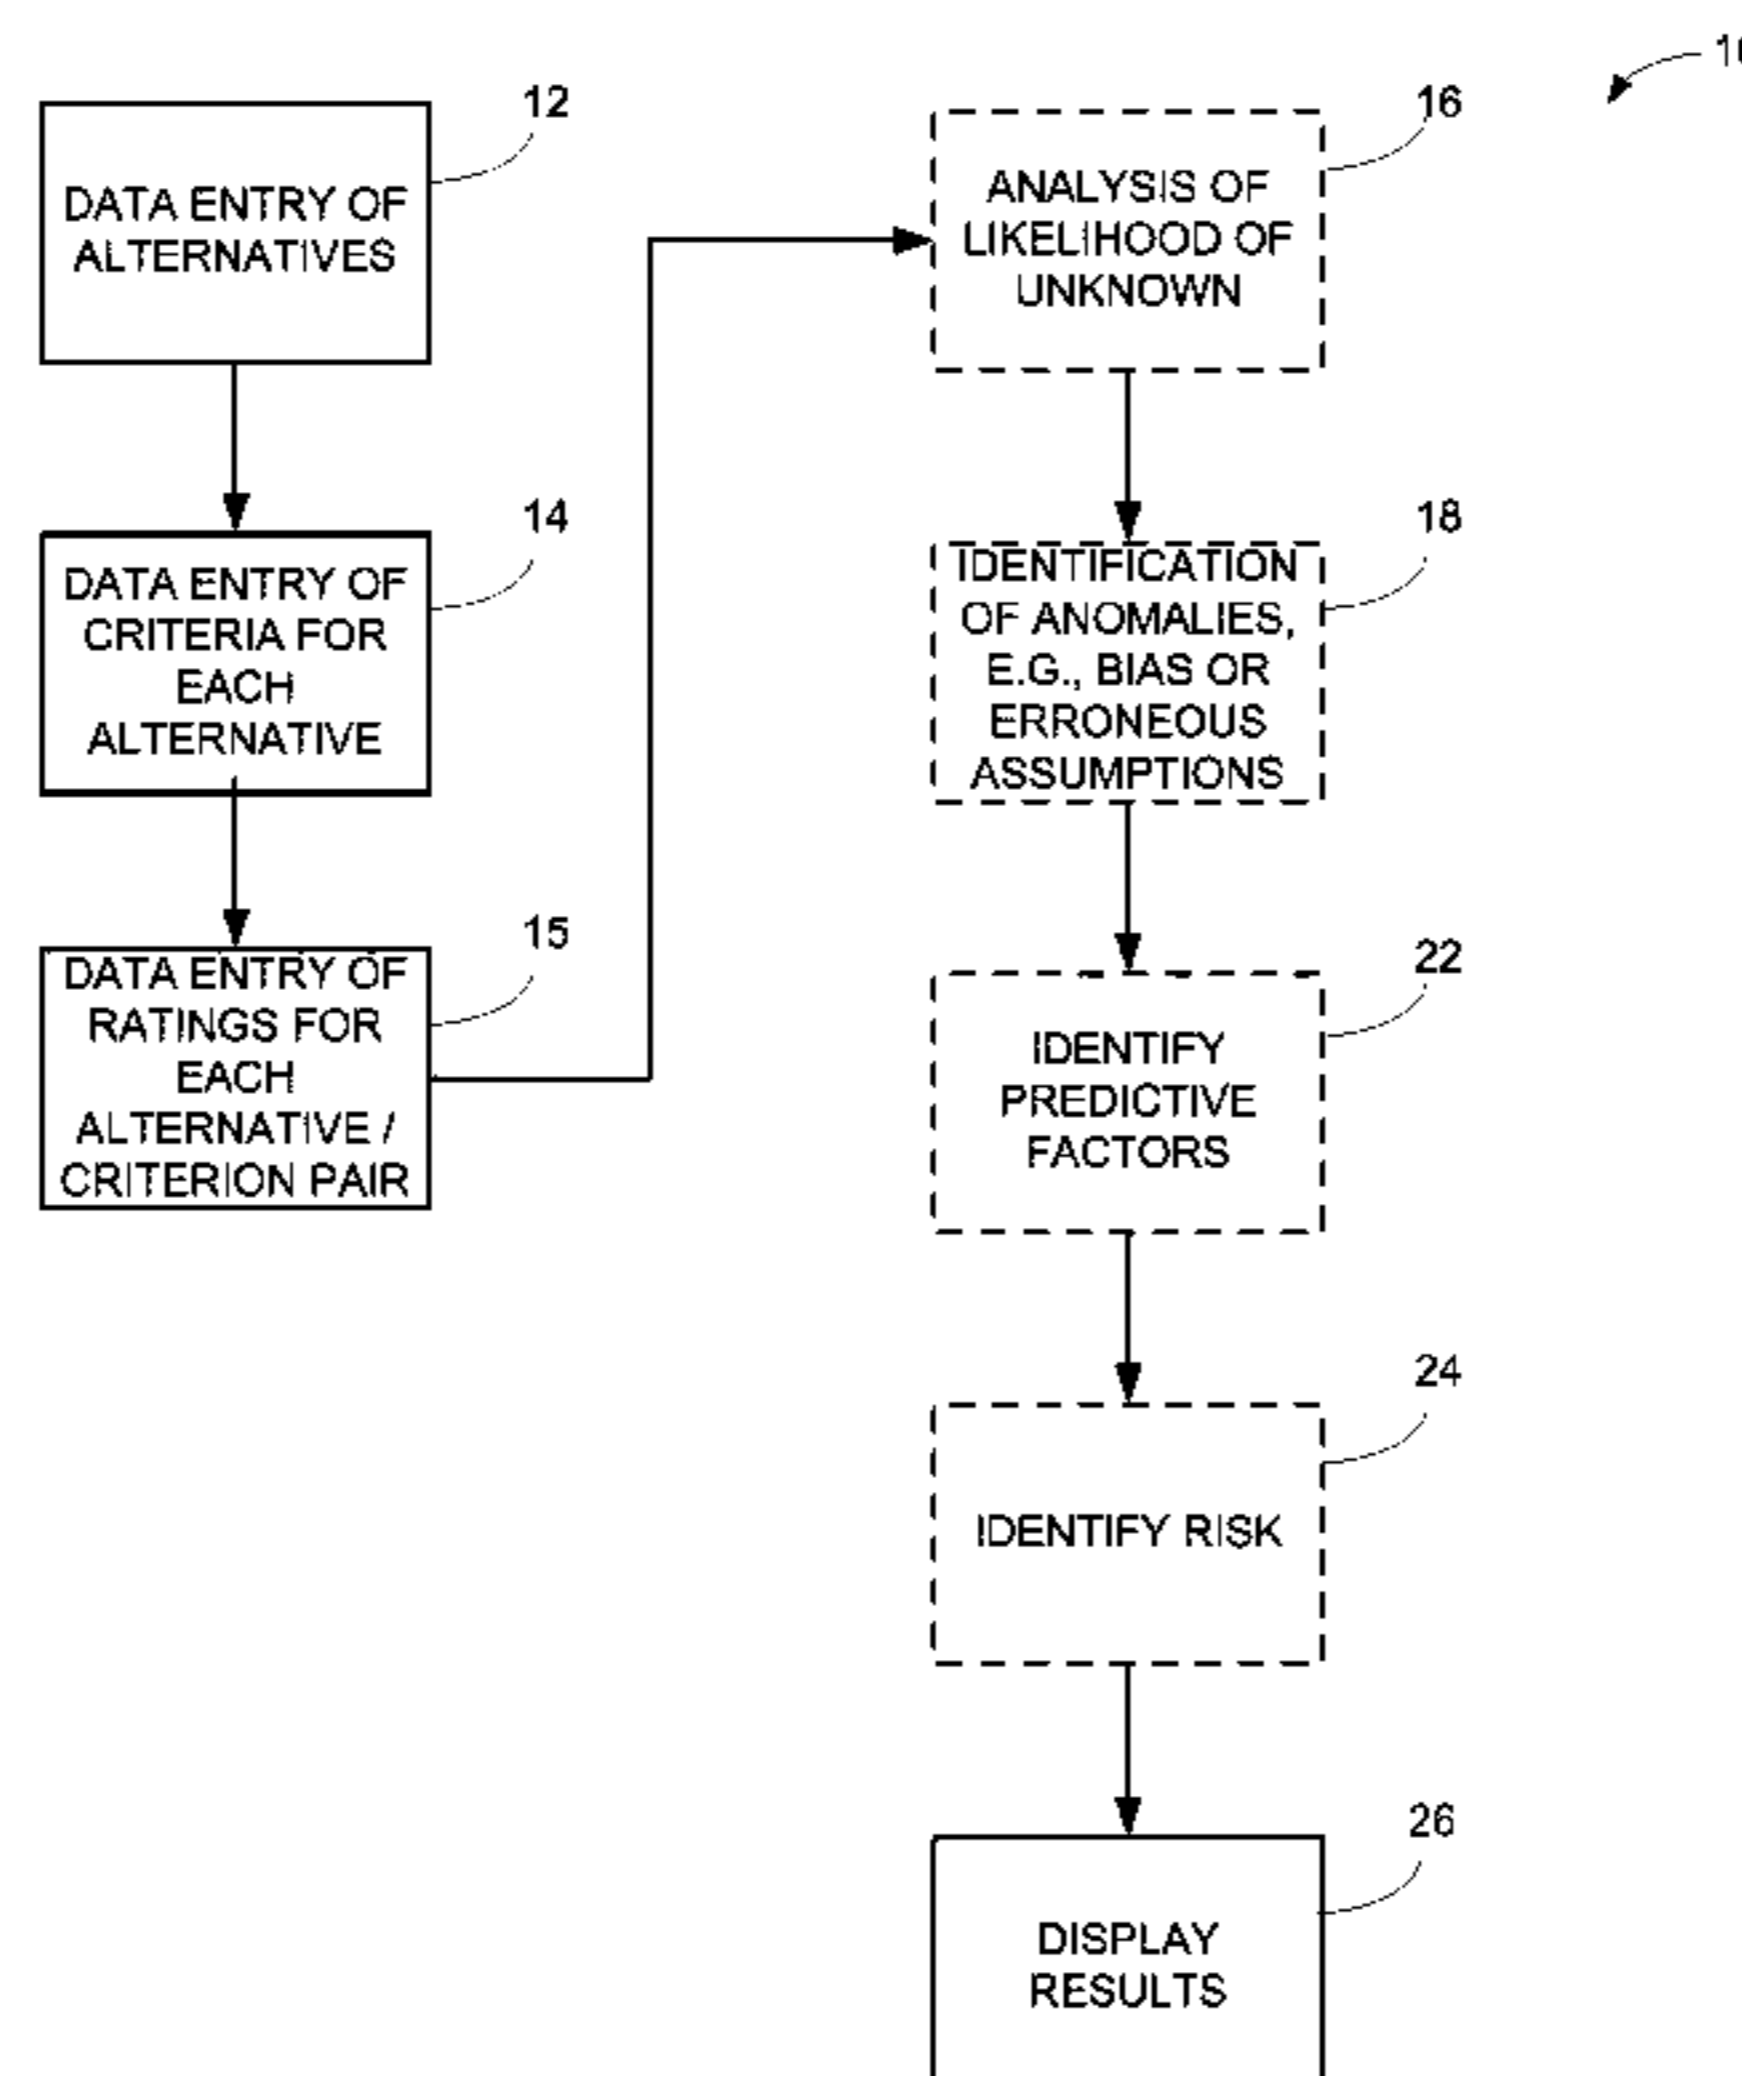 12
DATA ENTRY OF
ALTERNATIVES
14
DATA ENTRY OF
CRITERIA FOR
EACH
ALTERNATIVE
15
DATA ENTRY OF
RATINGS FOR
EACH
ALTERNATIVE /
CRITERION PAIR
16
ANALYSIS OF
LIKELIHOOD OF
UNKNOWN
18
IDENTIFICATION
OF ANOMALIES,
E.G., BIAS OR
ERRONEOUS
ASSUMPTIONS
22
IDENTIFY
PREDICTIVE
FACTORS
24
IDENTIFY RISK
26
DISPLAY
RESULTS